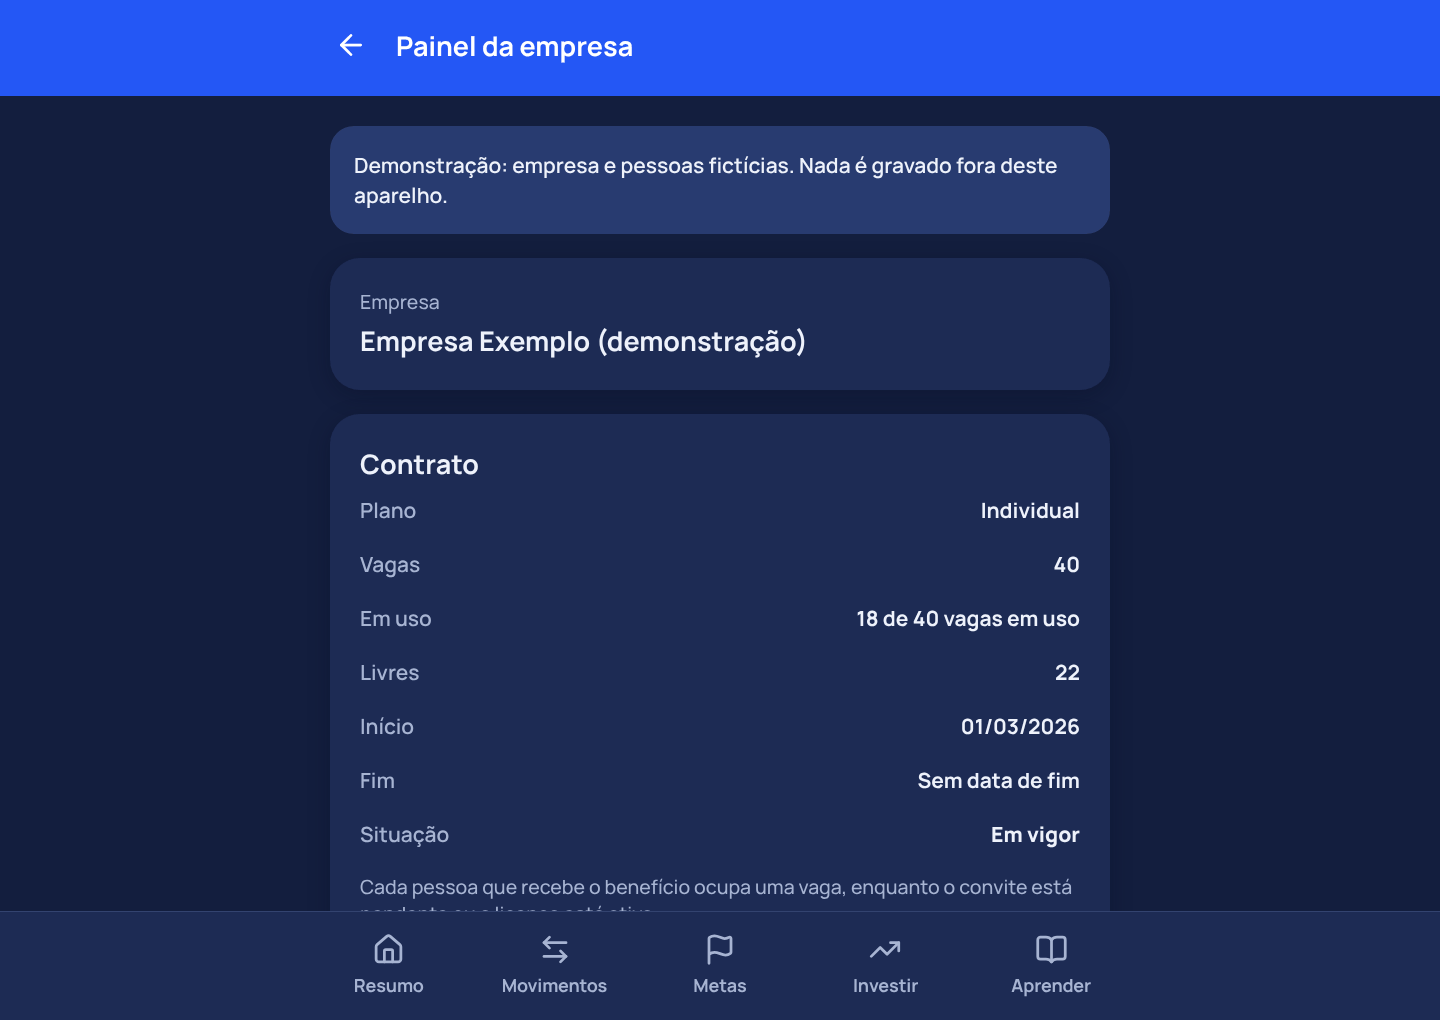 Painel da empresa
Demonstração: empresa e pessoas fictícias. Nada é gravado fora deste
aparelho.
Empresa
Empresa Exemplo (demonstração)
Contrato
Plano Individual
Vagas 40
Em uso 18 de 40 vagas em uso
Livres 22
Início 01/03/2026
Fim Sem data de fim
Situação Em vigor
Cada pessoa que recebe o benefício ocupa uma vaga, enquanto o convite está
Resumo Movimentos Metas Investir Aprender